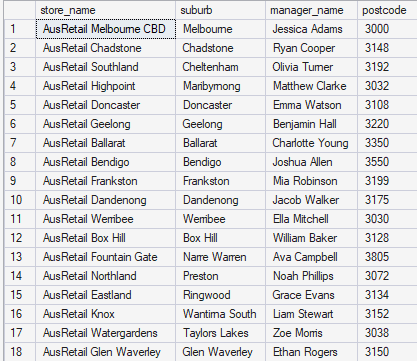 store_name suburb manager_name postcode
1 AusRetail Melbourne CBD Melbourne Jessica Adams 3000
2 AusRetail Chadstone Chadstone Ryan Cooper 3148
3 AusRetail Southland Cheltenham Olivia Turner 3192
4 AusRetail Highpoint Maribyrnong Matthew Clarke 3032
5 AusRetail Doncaster Doncaster Emma Watson 3108
6 AusRetail Geelong Geelong Benjamin Hall 3220
7 AusRetail Ballarat Ballarat Charlotte Young 3350
8 AusRetail Bendigo Bendigo Joshua Allen 3550
9 AusRetail Frankston Frankston Mia Robinson 3199
10 AusRetail Dandenong Dandenong Jacob Walker 3175
11 AusRetail Werribee Werribee Ella Mitchell 3030
12 AusRetail Box Hill Box Hill William Baker 3128
13 AusRetail Fountain Gate Narre Warren Ava Campbell 3805
14 AusRetail Northland Preston Noah Phillips 3072
15 AusRetail Eastland Ringwood Grace Evans 3134
16 AusRetail Knox Wantirna South Liam Stewart 3152
17 AusRetail Watergardens Taylors Lakes Zoe Morris 3038
18 AusRetail Glen Waverley Glen Waverley Ethan Rogers 3150